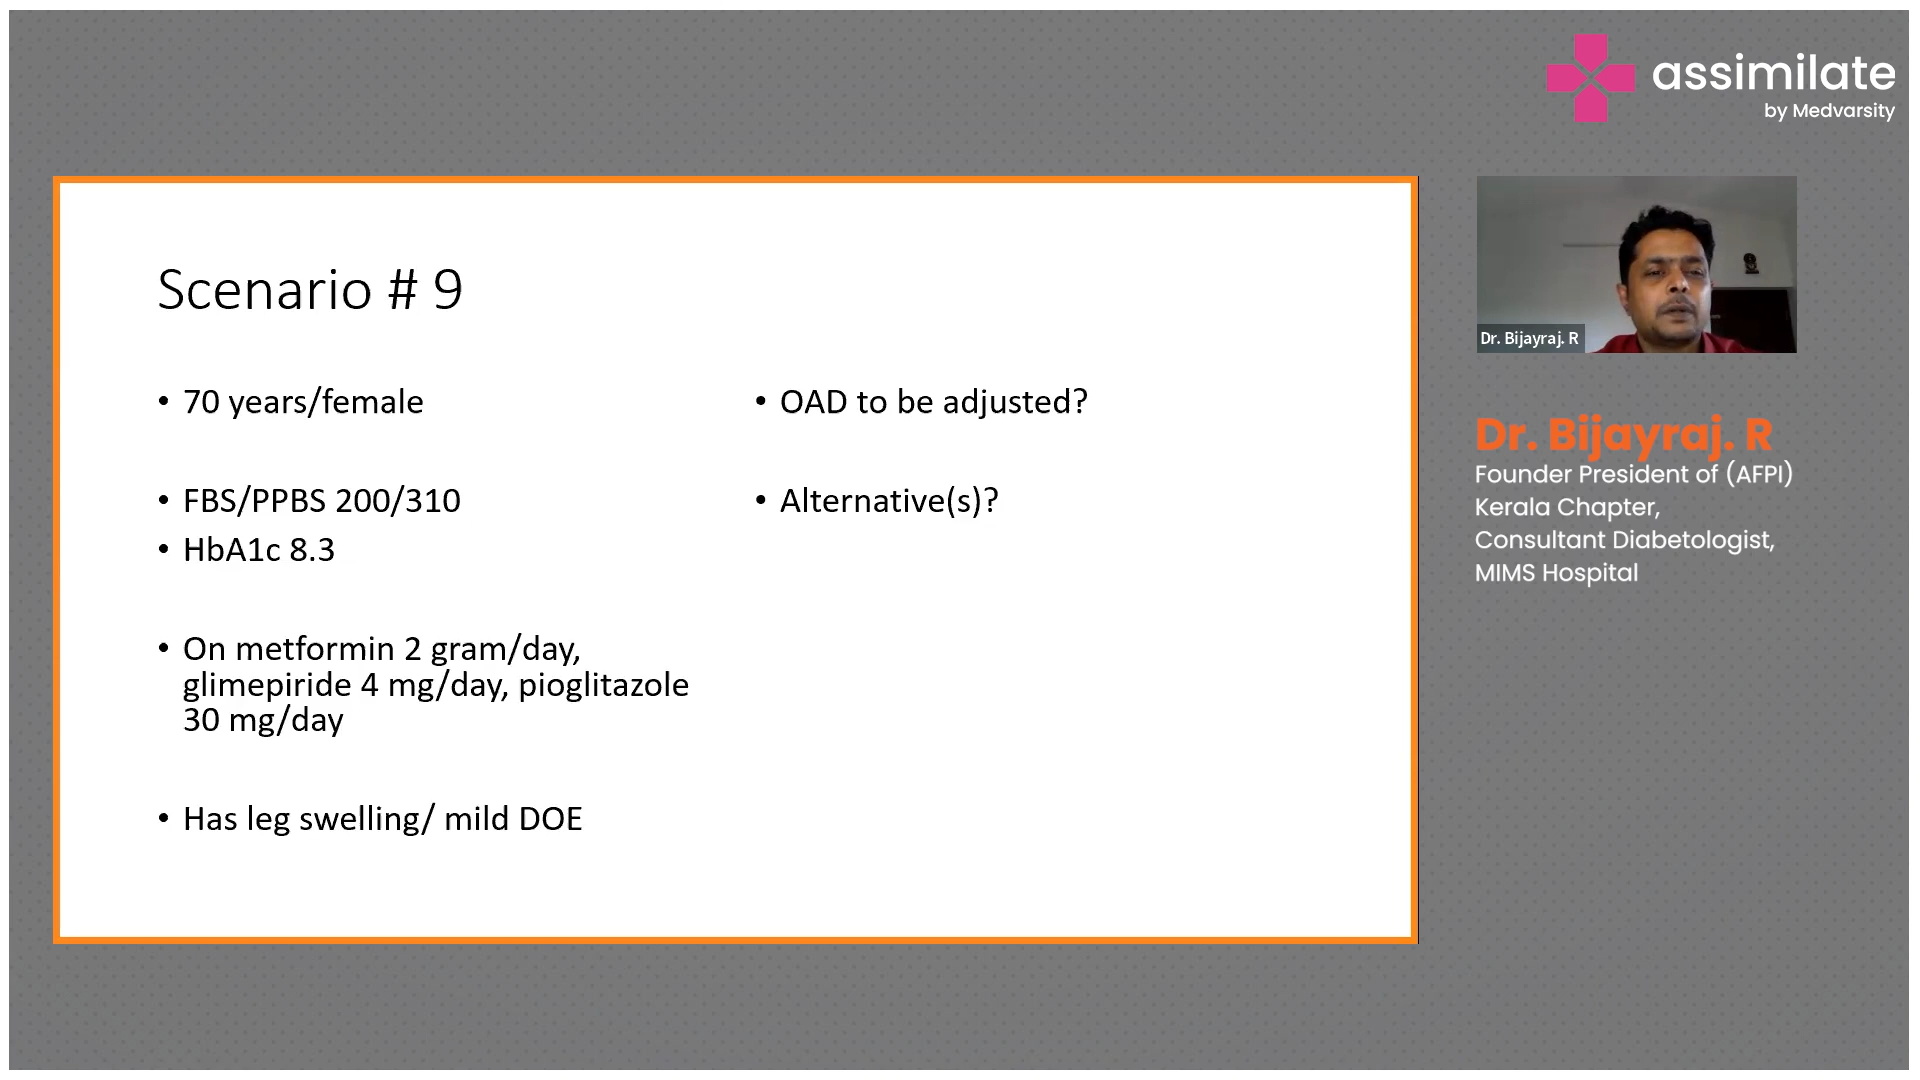 assimilate
by Medvarsity
Scenario # 9
• 70 years/female
• FBS/PPBS 200/310
• HbA1c 8.3
• On metformin 2 gram/day,
glimepiride 4 mg/day, pioglitazole
30 mg/day
• Has leg swelling/ mild DOE
• OAD to be adjusted?
• Alternative(s)?
Dr. Bijayraj. R
Dr. Bijayraj. R
Founder President of (AFPI)
Kerala Chapter,
Consultant Diabetologist,
MIMS Hospital